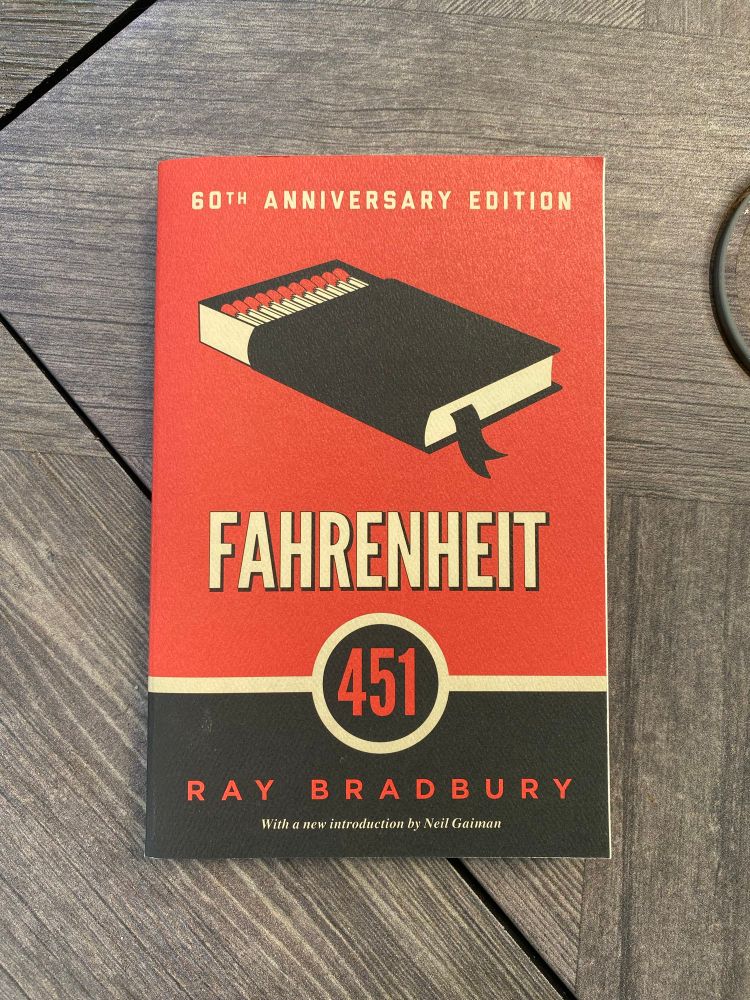 60TH ANNIVERSARY EDITION
FAHRENHEIT
451
RAY BRADBURY
With a new introduction by Neil Gaiman